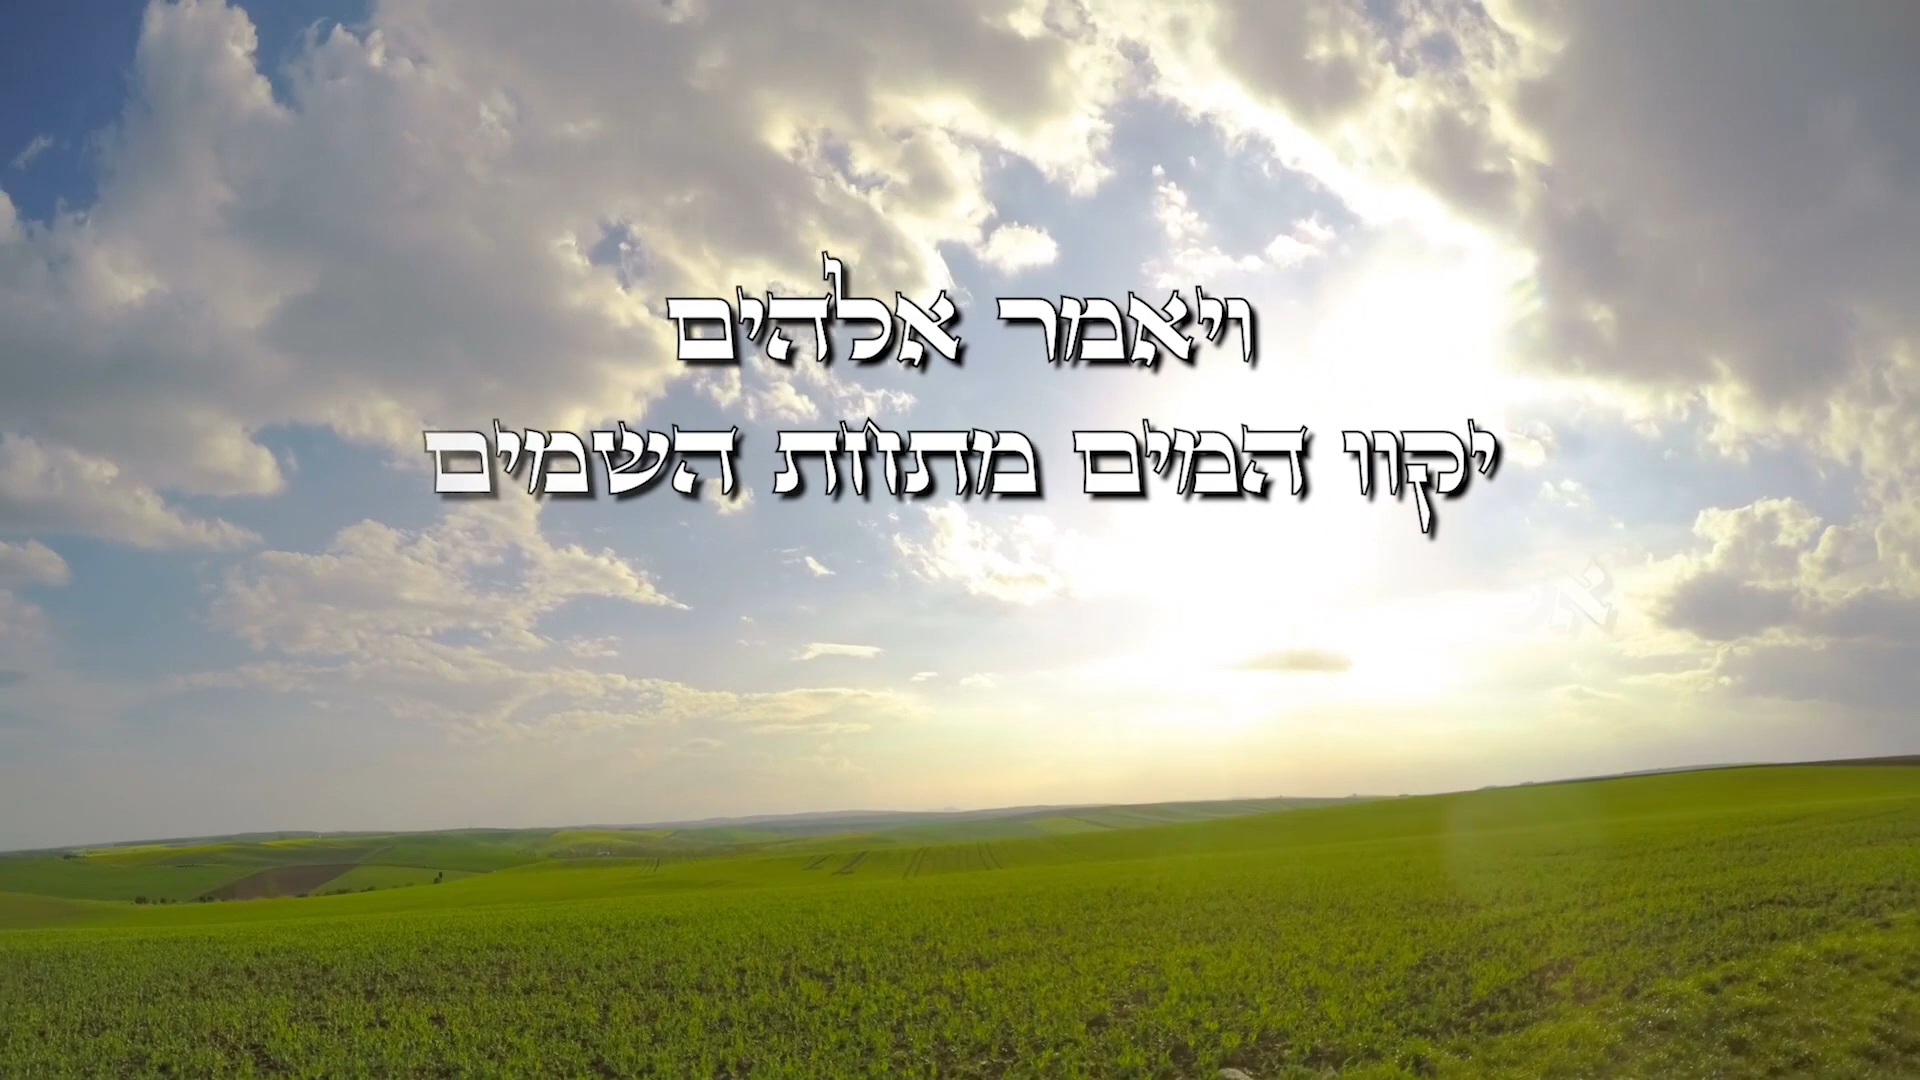 ויאמר אלהים
יקוו המים מתחת השמים
א